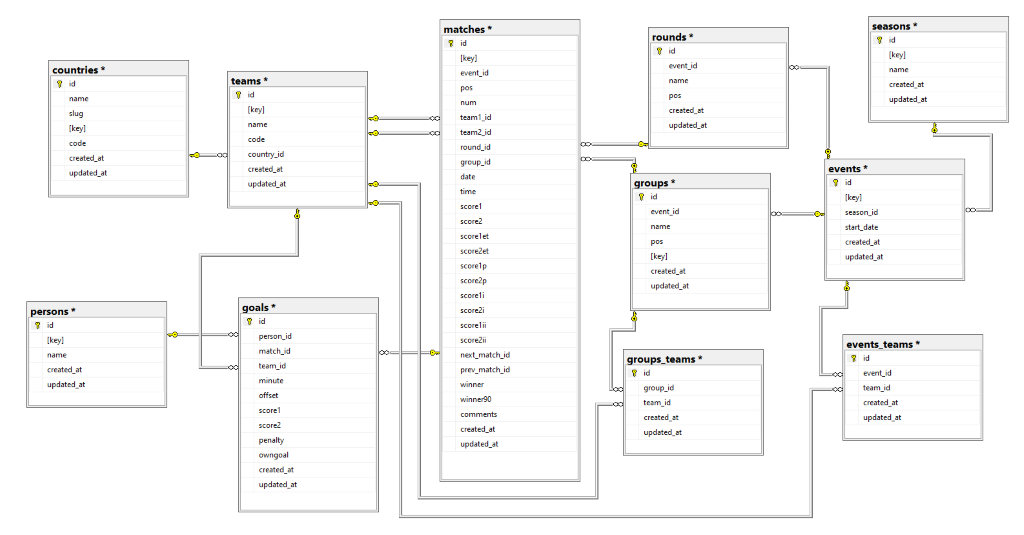 countries *
id
name
slug
[key]
code
created_at
updated_at
teams *
id
[key]
name
code
country_id
created_at
updated_at
matches *
id
[key]
event_id
pos
num
team1_id
team2_id
round_id
group_id
date
time
score1
score2
score1et
score2et
score1p
score2p
score1i
score2i
score1ii
score2ii
next_match_id
prev_match_id
winner
winner90
comments
created_at
updated_at
rounds *
id
event_id
name
pos
created_at
updated_at
seasons *
id
[key]
name
created_at
updated_at
groups *
id
event_id
name
pos
[key]
created_at
updated_at
events *
id
[key]
season_id
start_date
created_at
updated_at
persons *
id
[key]
name
created_at
updated_at
goals *
id
person_id
match_id
team_id
minute
offset
score1
score2
penalty
owngoal
created_at
updated_at
groups_teams *
id
group_id
team_id
created_at
updated_at
events_teams *
id
event_id
team_id
created_at
updated_at